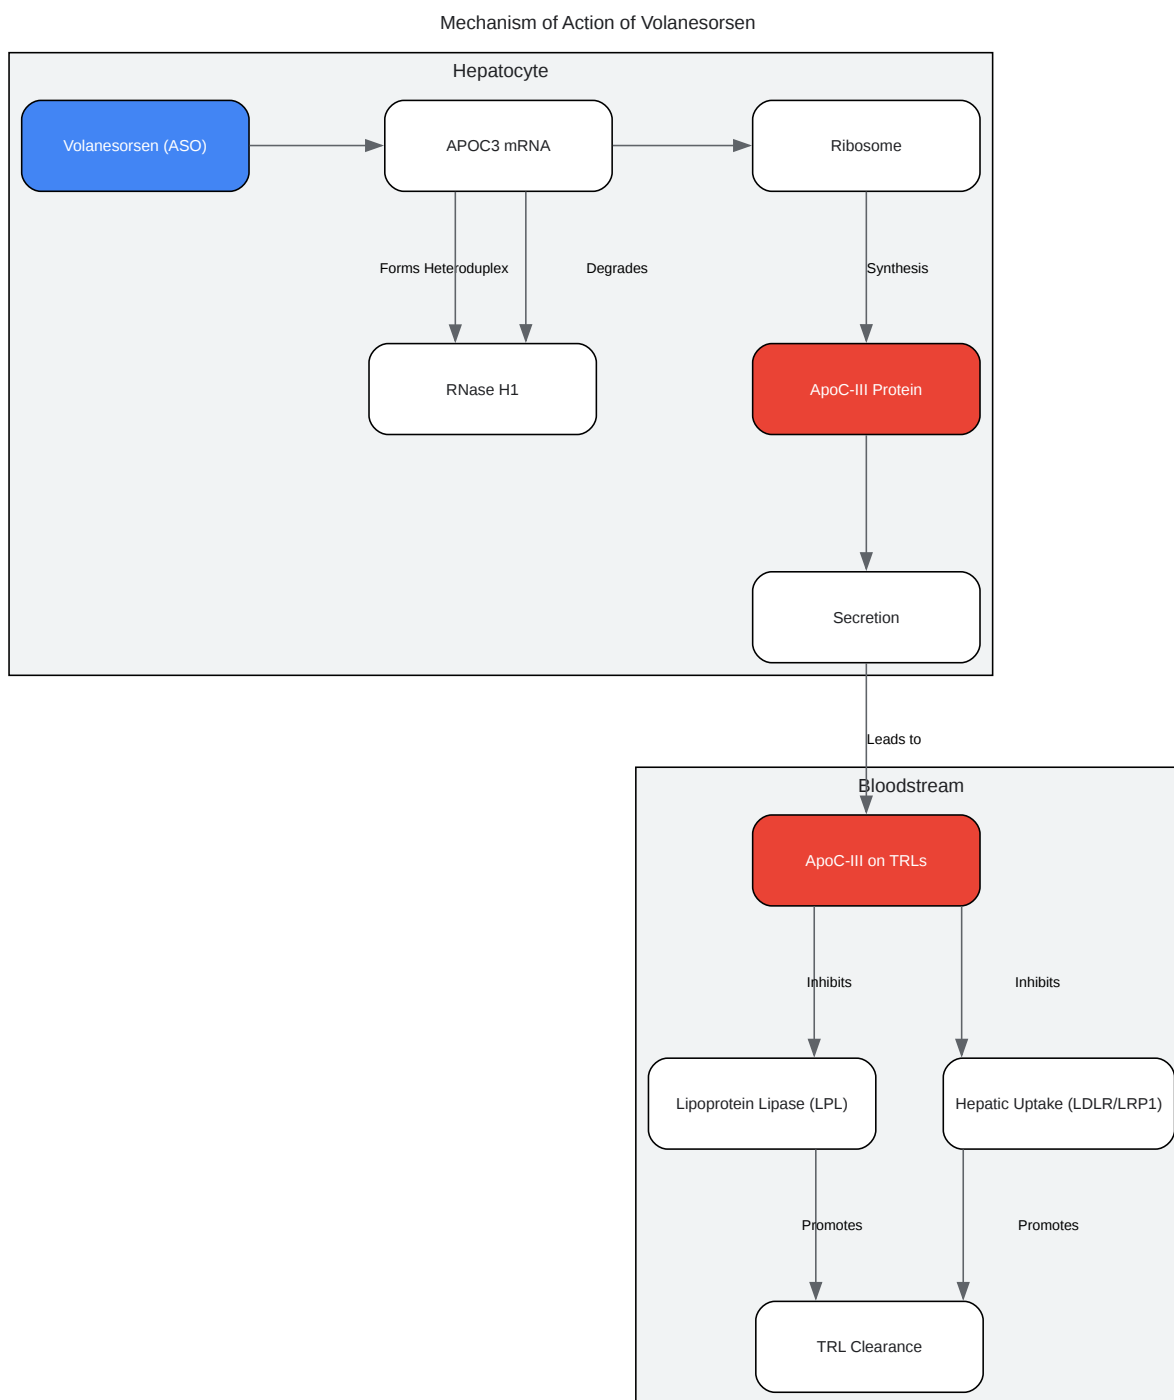 Mechanism of Action of Volanesorsen
Hepatocyte
Volanesorsen (ASO)
APOC3 mRNA
Ribosome
Forms Heteroduplex
Degrades
Synthesis
RNase H1
ApoC-III Protein
Secretion
Leads to
Bloodstream
ApoC-III on TRLs
Inhibits
Inhibits
Lipoprotein Lipase (LPL)
Hepatic Uptake (LDLR/LRP1)
Promotes
Promotes
TRL Clearance